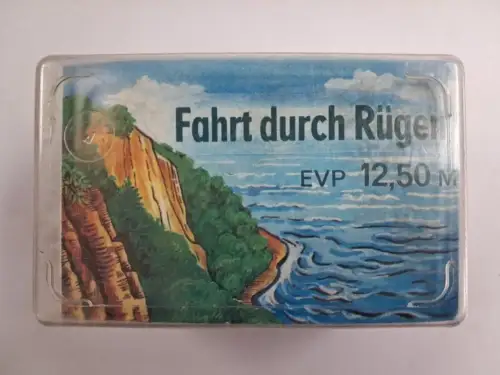 Fahrt durch Rügen
EVP 12,50 M